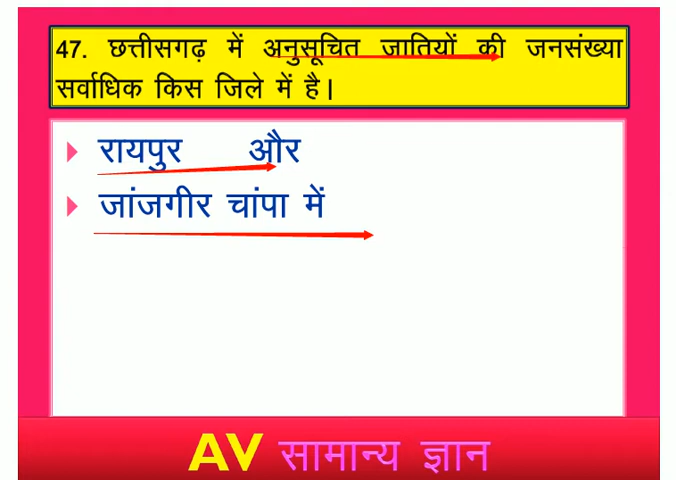 47. छत्तीसगढ़ में अनुसूचित जातियों की जनसंख्या
सर्वाधिक किस जिले में है।
रायपुर और
जांजगीर चांपा में
AV सामान्य ज्ञान